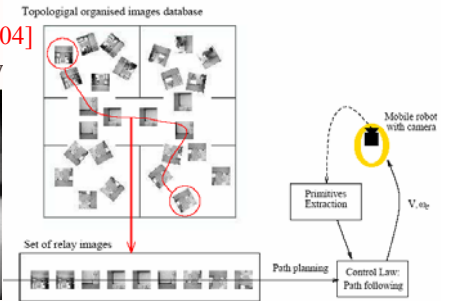 Topologigal organised images database
04]
Mobile robot
with camera
Primitives
Extraction
Set of relay images
Path planning
Control Law:
Path following